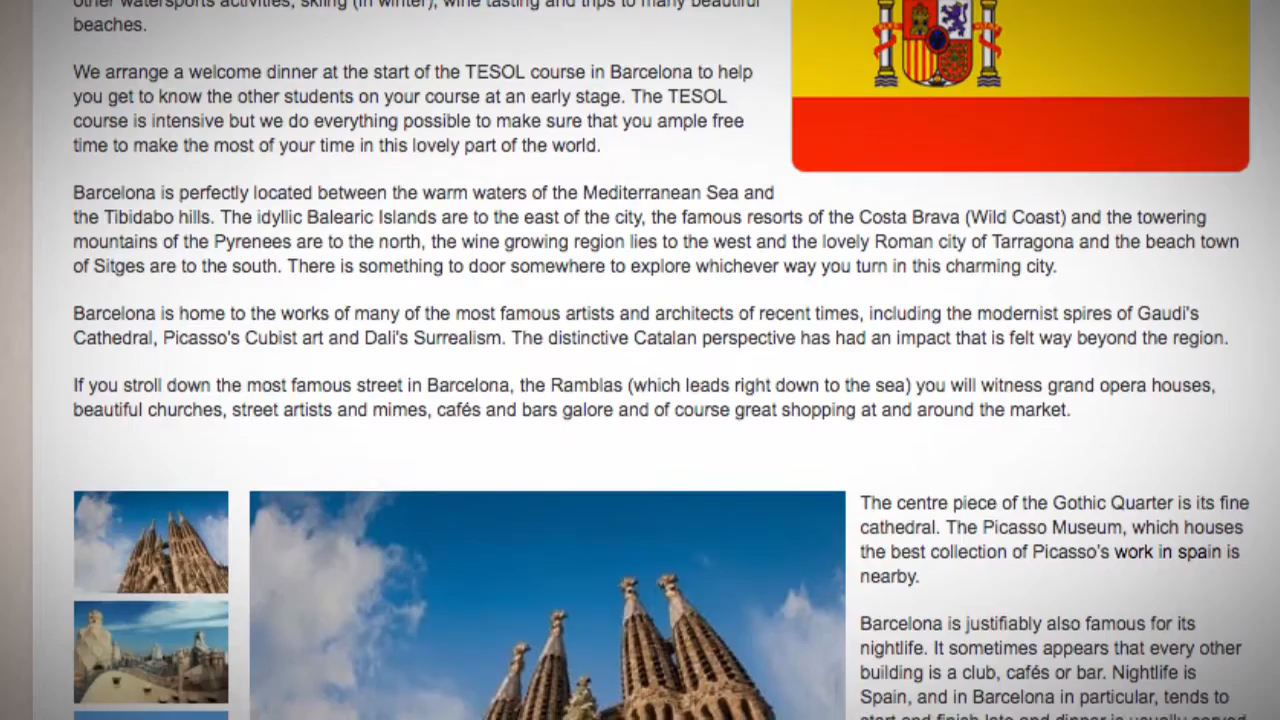 other watersports activities, skiing (in winter), wine tasting and trips to many beautiful
beaches.
We arrange a welcome dinner at the start of the TESOL course in Barcelona to help
you get to know the other students on your course at an early stage. The TESOL
course is intensive but we do everything possible to make sure that you ample free
time to make the most of your time in this lovely part of the world.
Barcelona is perfectly located between the warm waters of the Mediterranean Sea and
the Tibidabo hills. The idyllic Balearic Islands are to the east of the city, the famous resorts of the Costa Brava (Wild Coast) and the towering
mountains of the Pyrenees are to the north, the wine growing region lies to the west and the lovely Roman city of Tarragona and the beach town
of Sitges are to the south. There is something to door somewhere to explore whichever way you turn in this charming city.
Barcelona is home to the works of many of the most famous artists and architects of recent times, including the modernist spires of Gaudi's
Cathedral, Picasso's Cubist art and Dali's Surrealism. The distinctive Catalan perspective has had an impact that is felt way beyond the region.
If you stroll down the most famous street in Barcelona, the Ramblas (which leads right down to the sea) you will witness grand opera houses,
beautiful churches, street artists and mimes, cafés and bars galore and of course great shopping at and around the market.
The centre piece of the Gothic Quarter is its fine
cathedral. The Picasso Museum, which houses
the best collection of Picasso's work in spain is
nearby.
Barcelona is justifiably also famous for its
nightlife. It sometimes appears that every other
building is a club, cafés or bar. Nightlife is
Spain, and in Barcelona in particular, tends to
start and finish late and dinner is usually served